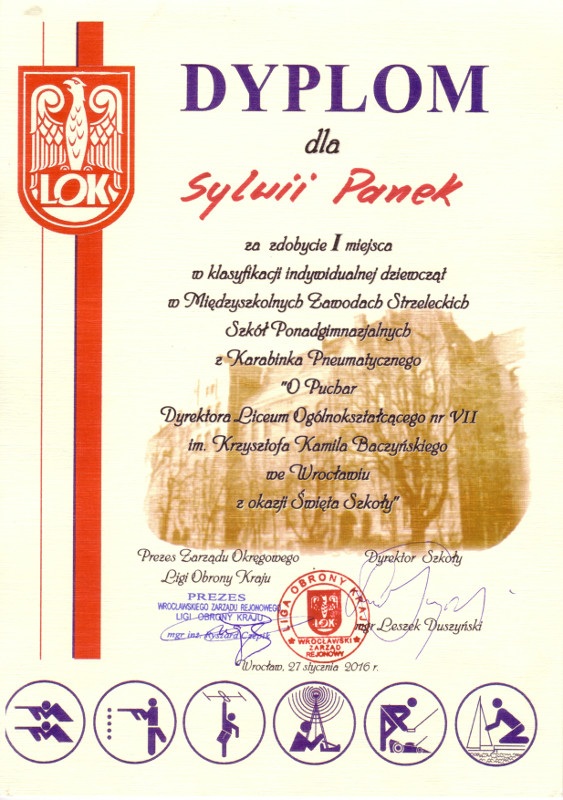 DYPLOM
LOK
dla
Sylwii Panek
za zdobycie I miejsca
w klasyfikacji indywidualnej dziewcząt
w Międzyszkolnych Zawodach Strzeleckich
Szkół Ponadgimnazjalnych
z Karabinka Pneumatycznego
"O Puchar
Dyrektora Liceum Ogólnokształcącego nr VII
im. Krzysztofa Kamila Baczyńskiego
we Wrocławiu
z okazji Święta Szkoły"
Prezes Zarządu Okręgowego
Ligi Obrony Kraju
Dyrektor Szkoły
PREZES
WROCŁAWSKIEGO ZARZĄDU REJONOWEGO
LIGI OBRONY KRAJU
mgr inż. Ryszard
LIGA OBRONY KRAJU
LOK
WROCŁAWSKI
ZARZĄD
REJONOWY
mgr Leszek Duszyński
Wrocław, 27 stycznia 2016 r.